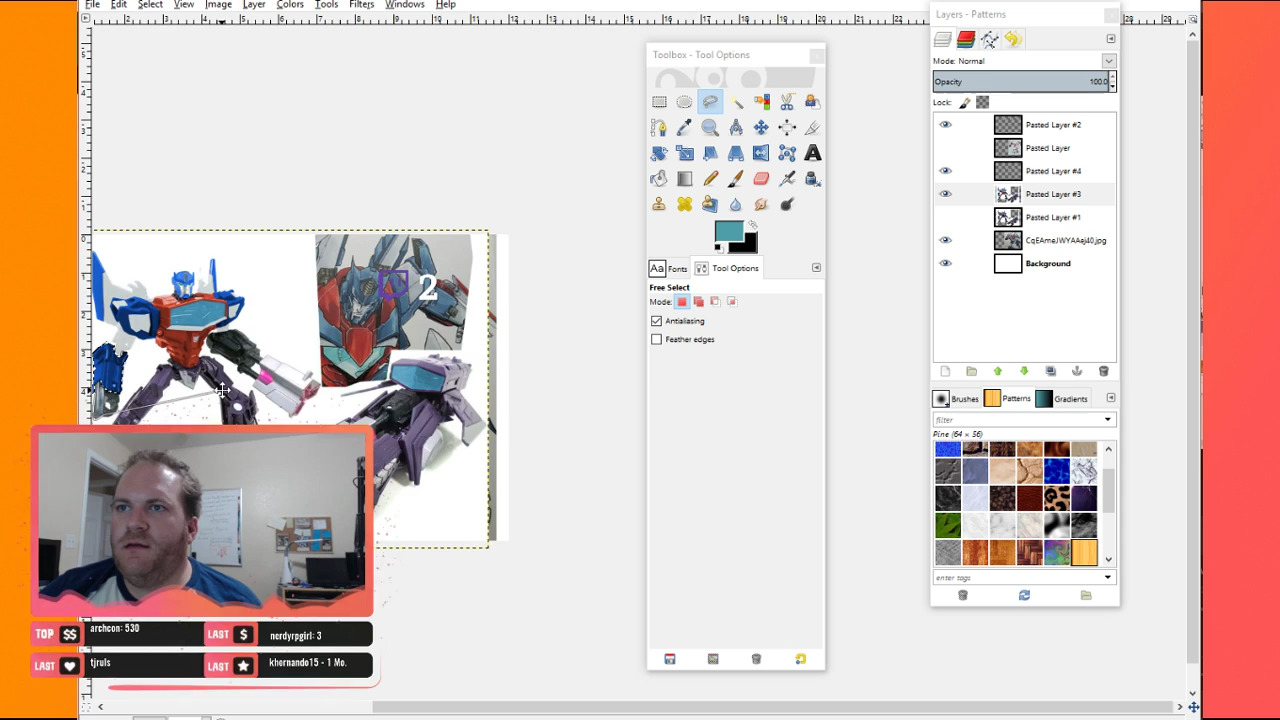 File Edit Select View Image Layer Colors Tools Filters Windows Help
Layers - Patterns
Toolbox - Tool Options
Mode: Normal
Opacity 100.0
Lock:
Pasted Layer #2
Pasted Layer
Pasted Layer #4
Pasted Layer #3
Pasted Layer #1
CqEAmeJWYAAej40.jpg
Background
Aa Fonts Tool Options
Free Select
Mode:
Antialiasing
Feather edges
Brushes Patterns Gradients
filter
Pine (64 × 56)
enter tags
2
TOP $$ archcon: 530 LAST $ nerdyrpgirl: 3
LAST tjruls LAST khernando15 - 1 Mo.